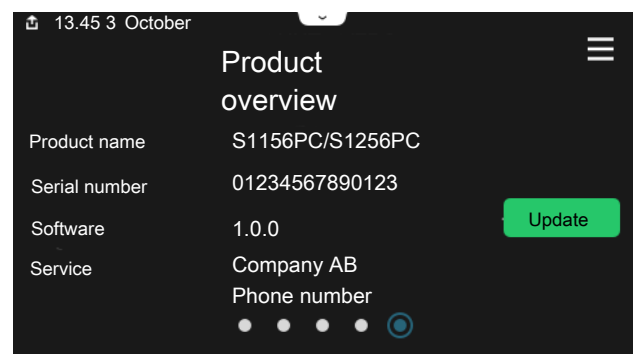 13.45 3 October
Product
overview
Product name S1156PC/S1256PC
Serial number 01234567890123
Software 1.0.0 Update
Service Company AB
Phone number